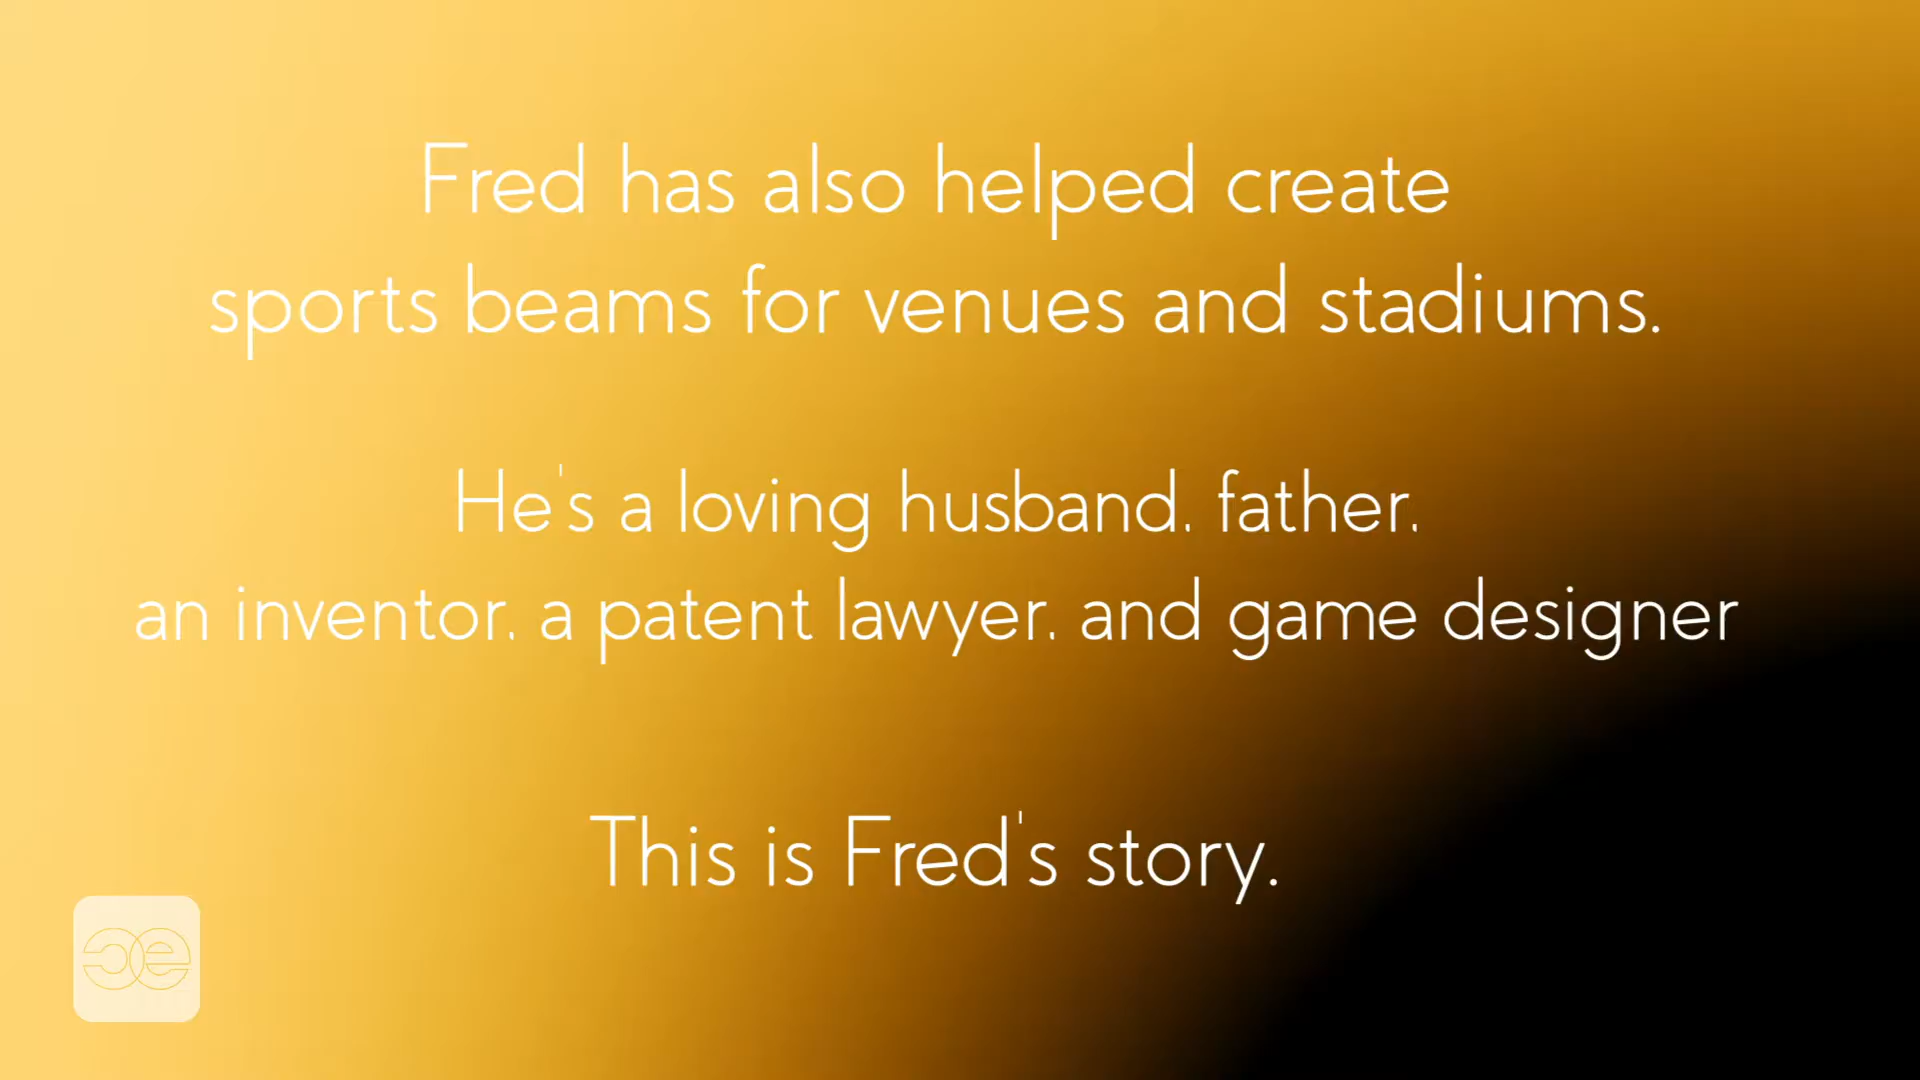 Fred has also helped create
sports beams for venues and stadiums.
He's a loving husband, father,
an inventor, a patent lawyer, and game designer
This is Fred's story.